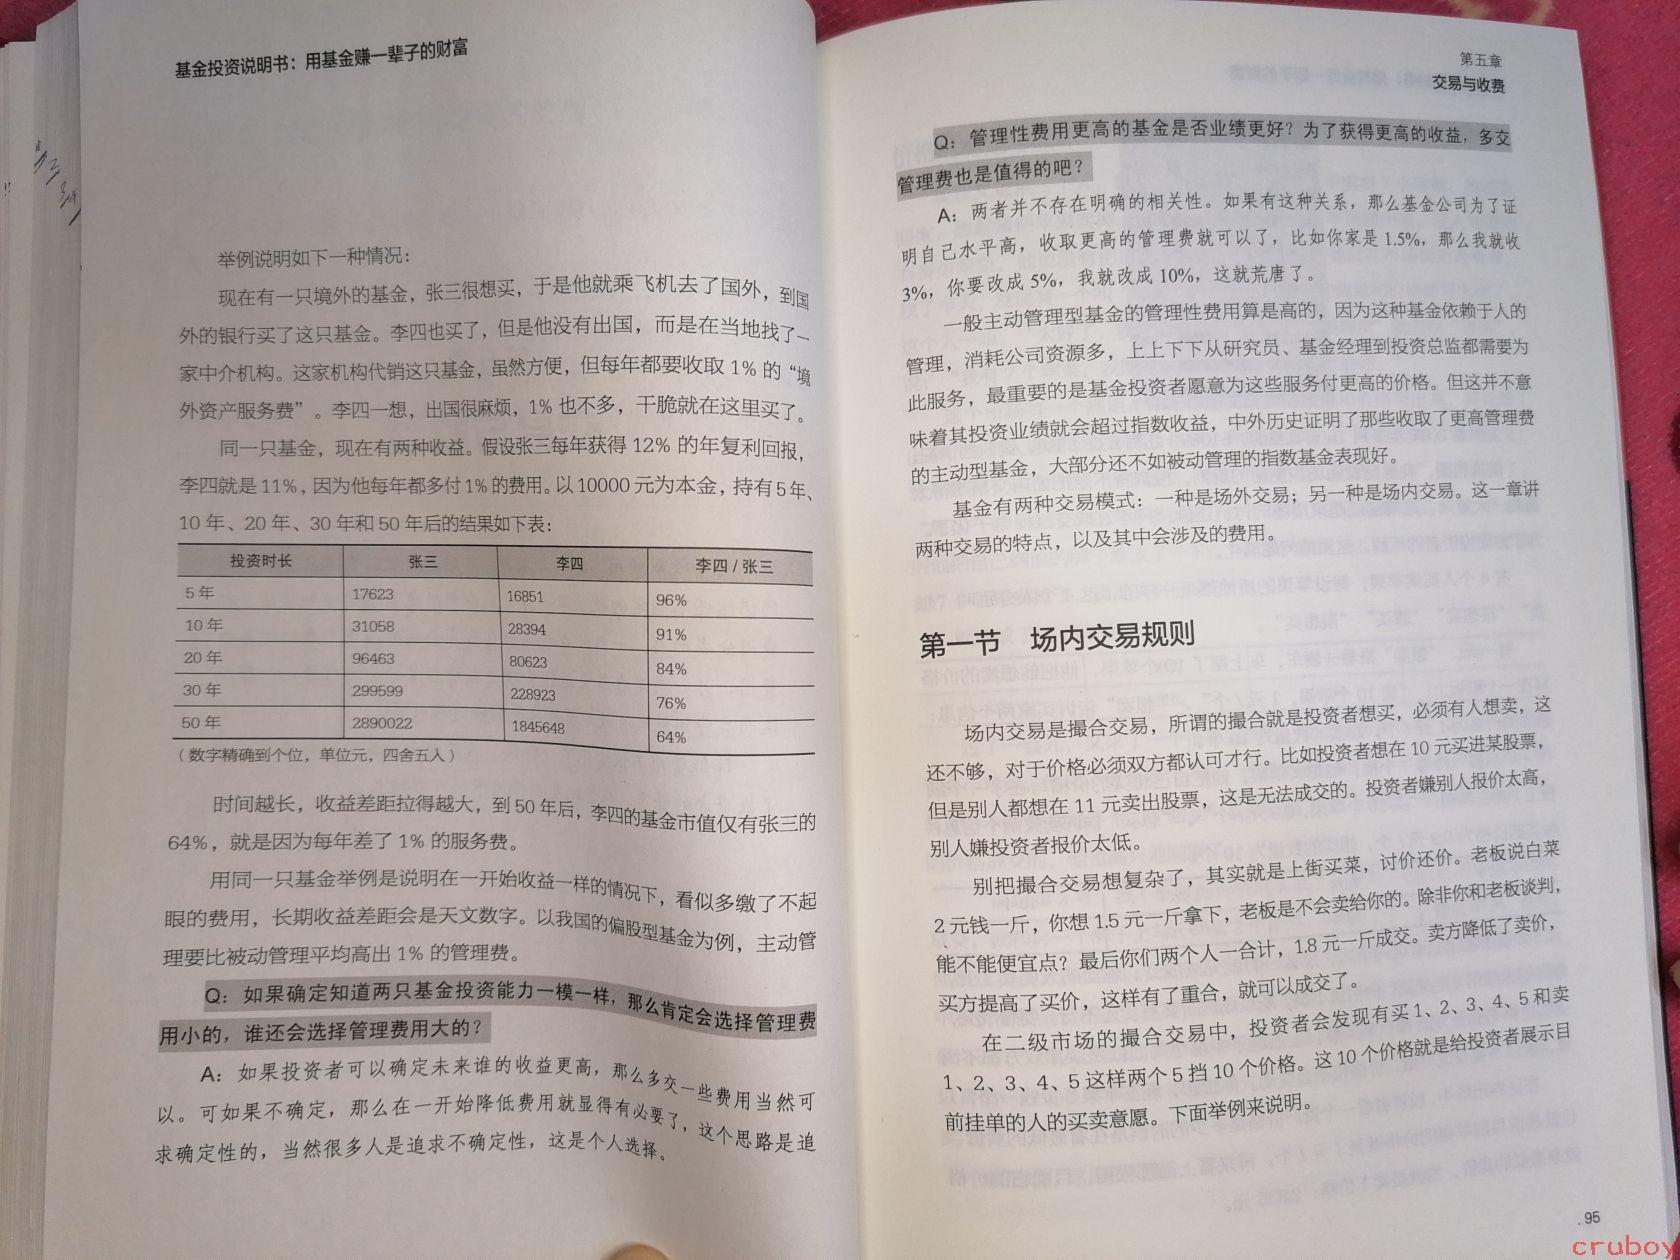 基金投资说明书：用基金赚一辈子的财富
举例说明如下一种情况：
现在有一只境外的基金，张三很想买，于是他就乘飞机去了国外，到国
外的银行买了这只基金。李四也买了，但是他没有出国，而是在当地找了一
家中介机构。这家机构代销这只基金，虽然方便，但每年都要收取 1% 的“境
外资产服务费”。李四一想，出国很麻烦，1% 也不多，干脆就在这里买了。
同一只基金，现在有两种收益。假设张三每年获得 12% 的年复利回报，
李四就是 11%，因为他每年都多付 1% 的费用。以 10000 元为本金，持有 5 年、
10 年、20 年、30 年和 50 年后的结果如下表：
投资时长 张三 李四 李四 / 张三
5 年 17623 16851 96%
10 年 31058 28394 91%
20 年 96463 80623 84%
30 年 299599 228923 76%
50 年 2890022 1845648 64%
（数字精确到个位，单位元，四舍五入）
时间越长，收益差距拉得越大，到 50 年后，李四的基金市值仅有张三的
64%，就是因为每年差了 1% 的服务费。
用同一只基金举例是说明在一开始收益一样的情况下，看似多缴了不起
眼的费用，长期收益差距会是天文数字。以我国的偏股型基金为例，主动管
理要比被动管理平均高出 1% 的管理费。
Q：如果确定知道两只基金投资能力一模一样，那么肯定会选择管理费
用小的，谁还会选择管理费用大的？
A：如果投资者可以确定未来谁的收益更高，那么多交一些费用当然可
以。可如果不确定，那么在一开始降低费用就显得有必要了，这个思路是追
求确定性的，当然很多人是追求不确定性，这是个人选择。
第五章
交易与收费
Q：管理性费用更高的基金是否业绩更好？为了获得更高的收益，多交
管理费也是值得的吧？
A：两者并不存在明确的相关性。如果有这种关系，那么基金公司为了证
明自己水平高，收取更高的管理费就可以了，比如你家是 1.5%，那么我就收
3%，你要改成 5%，我就改成 10%，这就荒唐了。
一般主动管理型基金的管理性费用算是高的，因为这种基金依赖于人的
管理，消耗公司资源多，上上下下从研究员、基金经理到投资总监都需要为
此服务，最重要的是基金投资者愿意为这些服务付更高的价格。但这并不意
味着其投资业绩就会超过指数收益，中外历史证明了那些收取了更高管理费
的主动型基金，大部分还不如被动管理的指数基金表现好。
基金有两种交易模式：一种是场外交易；另一种是场内交易。这一章讲
两种交易的特点，以及其中会涉及的费用。
第一节 场内交易规则
场内交易是撮合交易，所谓的撮合就是投资者想买，必须有人想卖，这
还不够，对于价格必须双方都认可才行。比如投资者想在 10 元买进某股票，
但是别人都想在 11 元卖出股票，这是无法成交的。投资者嫌别人报价太高，
别人嫌投资者报价太低。
别把撮合交易想复杂了，其实就是上街买菜，讨价还价。老板说白菜
2 元钱一斤，你想 1.5 元一斤拿下，老板是不会卖给你的。除非你和老板谈判，
能不能便宜点？最后你们两个人一合计，1.8 元一斤成交。卖方降低了卖价，
买方提高了买价，这样有了重合，就可以成交了。
在二级市场的撮合交易中，投资者会发现有买 1、2、3、4、5 和卖
1、2、3、4、5 这样两个 5 挡 10 个价格。这 10 个价格就是给投资者展示目
前挂单的人的买卖意愿。下面举例来说明。
. 95
cruboy